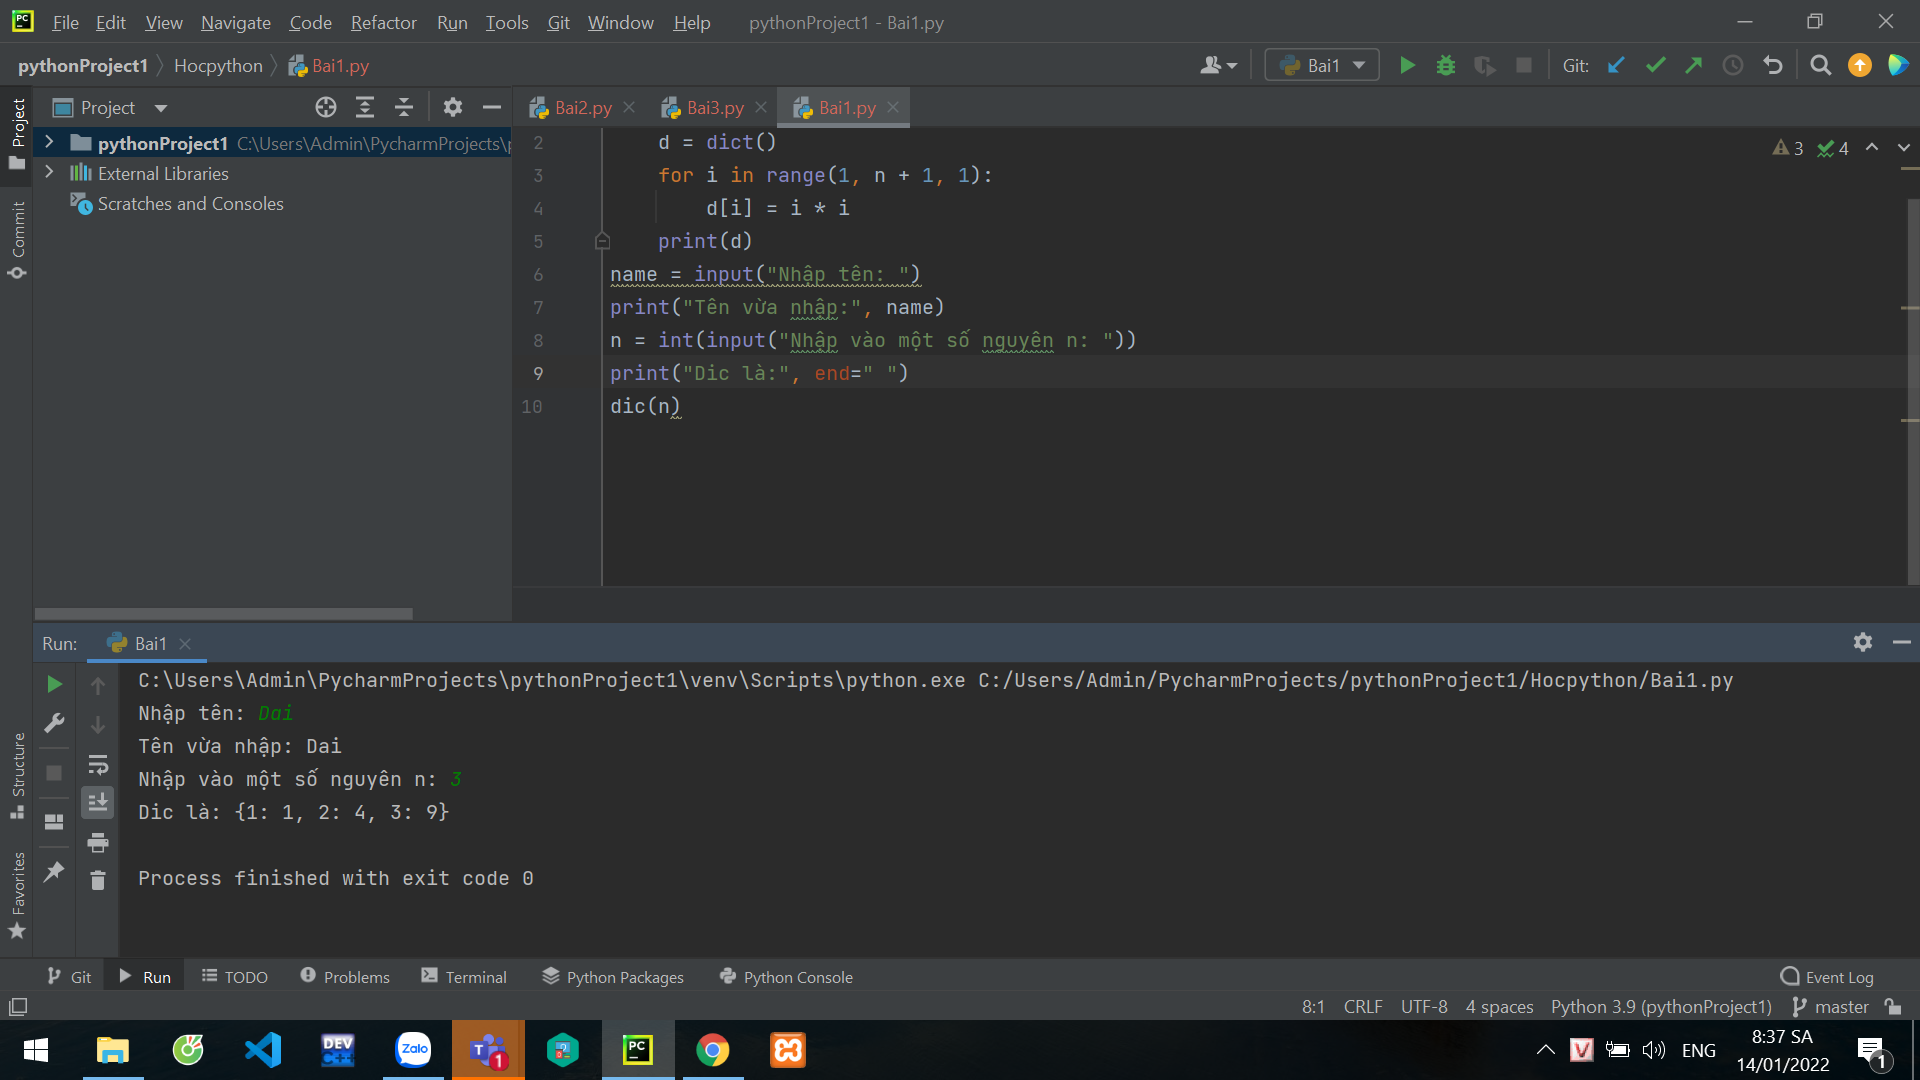 File Edit View Navigate Code Refactor Run Tools Git Window Help pythonProject1 - Bai1.py
pythonProject1 Hocpython Bai1.py Bai1 Git:
Project Bai2.py Bai3.py Bai1.py
pythonProject1 C:\Users\Admin\PycharmProjects\
External Libraries
Scratches and Consoles
Project
Commit
Structure
Favorites
3 4
2 d = dict()
3 for i in range(1, n + 1, 1):
4 d[i] = i * i
5 print(d)
6 name = input("Nhập tên: ")
7 print("Tên vừa nhập:", name)
8 n = int(input("Nhập vào một số nguyên n: "))
9 print("Dic là:", end=" ")
10 dic(n)
Run: Bai1
C:\Users\Admin\PycharmProjects\pythonProject1\venv\Scripts\python.exe C:/Users/Admin/PycharmProjects/pythonProject1/Hocpython/Bai1.py
Nhập tên: Dai
Tên vừa nhập: Dai
Nhập vào một số nguyên n: 3
Dic là: {1: 1, 2: 4, 3: 9}
Process finished with exit code 0
Git Run TODO Problems Terminal Python Packages Python Console Event Log
8:1 CRLF UTF-8 4 spaces Python 3.9 (pythonProject1) master
DEV C++ Zalo T 1 PC V ENG 8:37 SA
14/01/2022 1